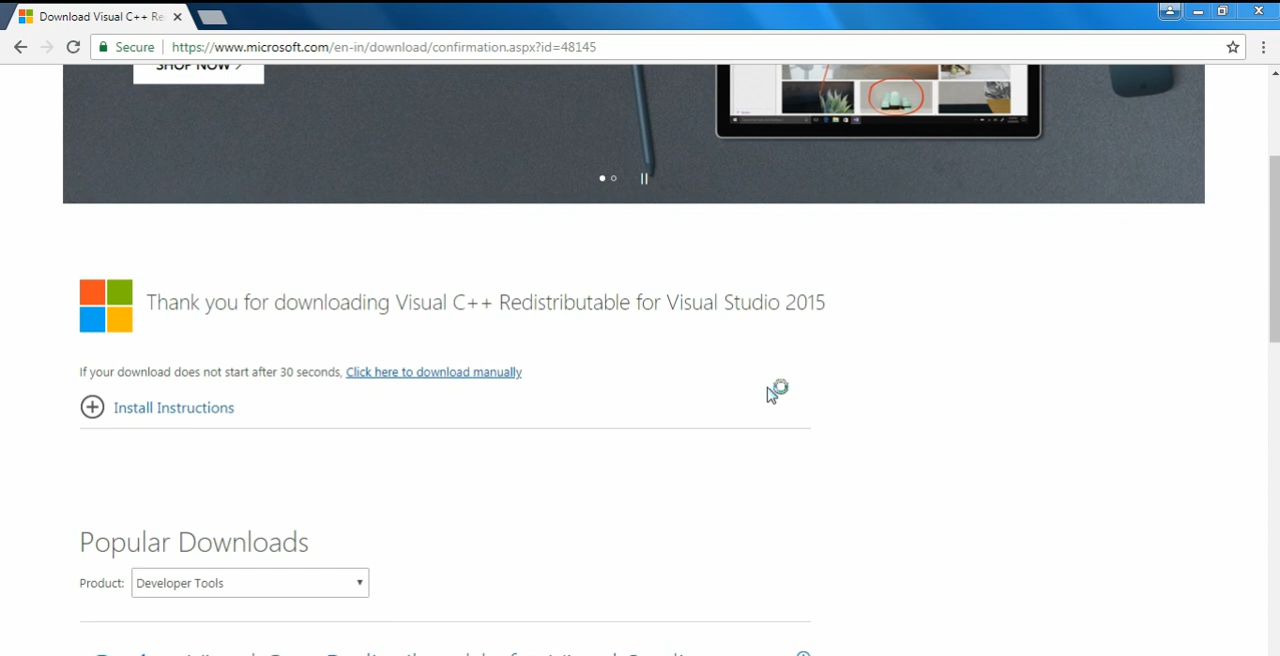 Download Visual C++ Re
Secure https://www.microsoft.com/en-in/download/confirmation.aspx?id=48145
SHOP NOW >
Thank you for downloading Visual C++ Redistributable for Visual Studio 2015
If your download does not start after 30 seconds, Click here to download manually
Install Instructions
Popular Downloads
Product: Developer Tools